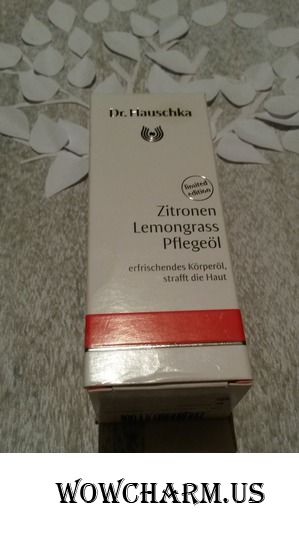 Dr. Hauschka
limited
edition
Zitronen
Lemongrass
Pflegeöl
erfrischendes Körperöl,
strafft die Haut
WOWCHARM.US